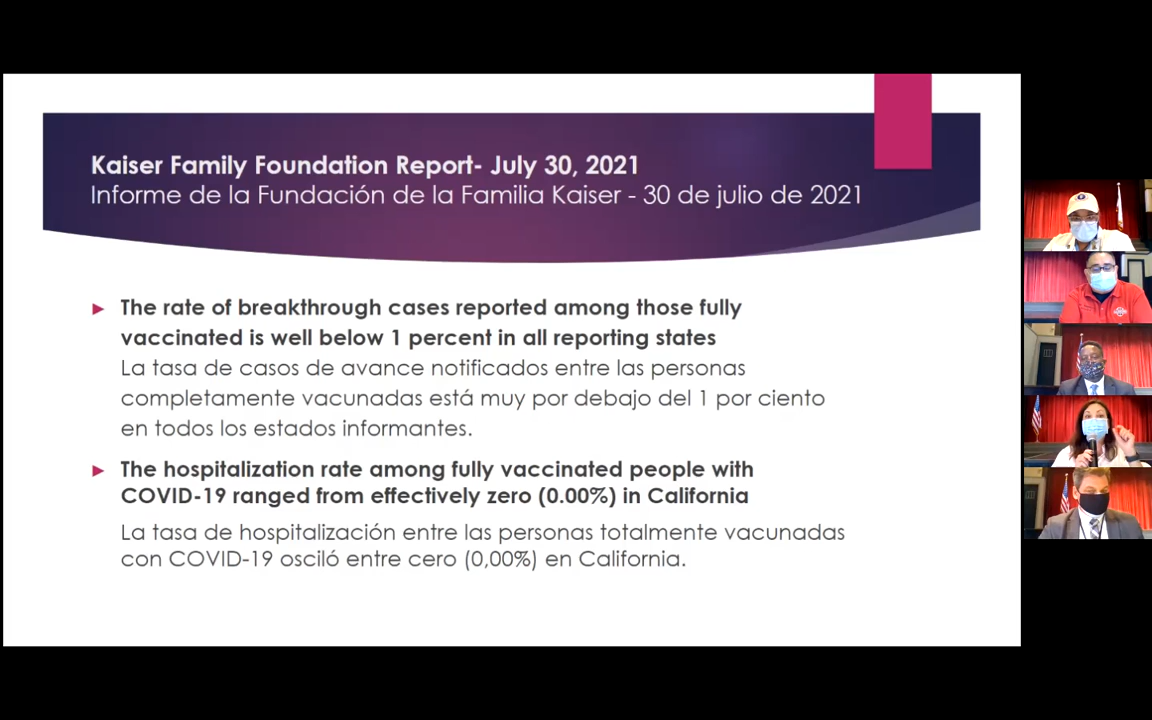 Kaiser Family Foundation Report- July 30, 2021
Informe de la Fundación de la Familia Kaiser - 30 de julio de 2021
The rate of breakthrough cases reported among those fully
vaccinated is well below 1 percent in all reporting states
La tasa de casos de avance notificados entre las personas
completamente vacunadas está muy por debajo del 1 por ciento
en todos los estados informantes.
The hospitalization rate among fully vaccinated people with
COVID-19 ranged from effectively zero (0.00%) in California
La tasa de hospitalización entre las personas totalmente vacunadas
con COVID-19 osciló entre cero (0,00%) en California.